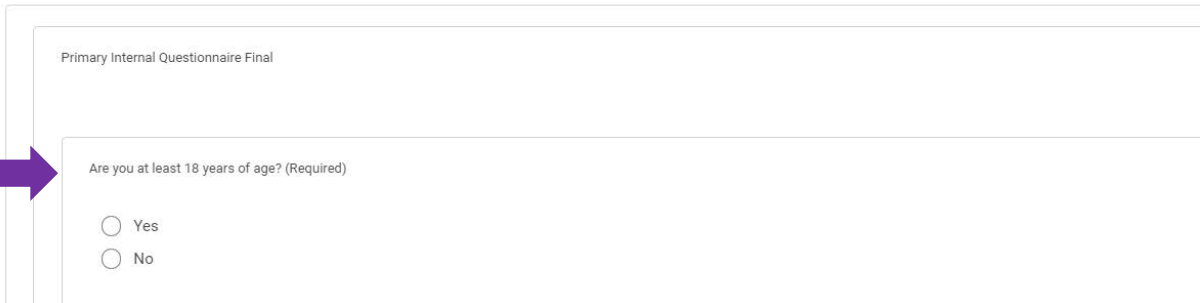 Primary Internal Questionnaire Final
Are you at least 18 years of age? (Required)
Yes
No